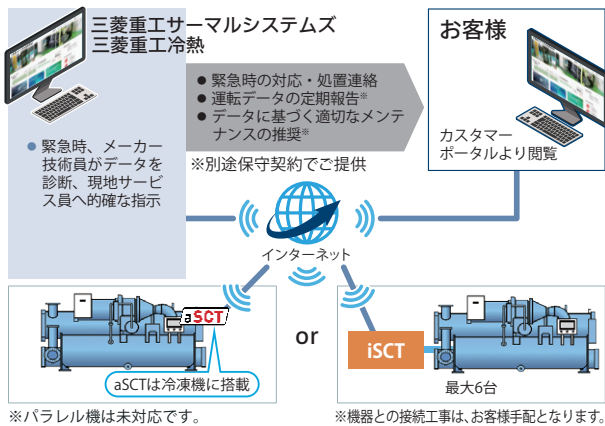 三菱重工サーマルシステムズ
三菱重工冷熱
● 緊急時、メーカー
技術員がデータを
診断、現地サービ
ス員へ的確な指示
● 緊急時の対応・処置連絡
● 運転データの定期報告※
● データに基づく適切なメンテ
ナンスの推奨※
※別途保守契約でご提供
お客様
カスタマー
ポータルより閲覧
インターネット
aSCT
aSCTは冷凍機に搭載
or
iSCT
最大6台
※パラレル機は未対応です。
※機器との接続工事は、お客様手配となります。